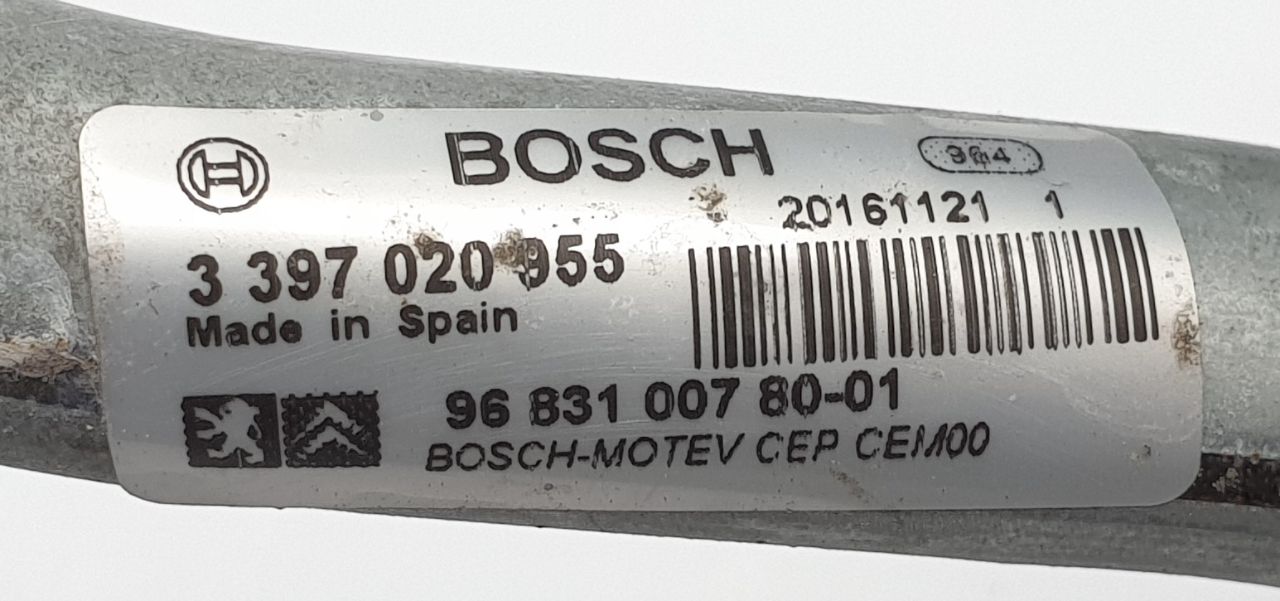 BOSCH
964
20161121 1
3 397 020 955
Made in Spain
96 831 007 80-01
BOSCH-MOTEV CEP CEM00